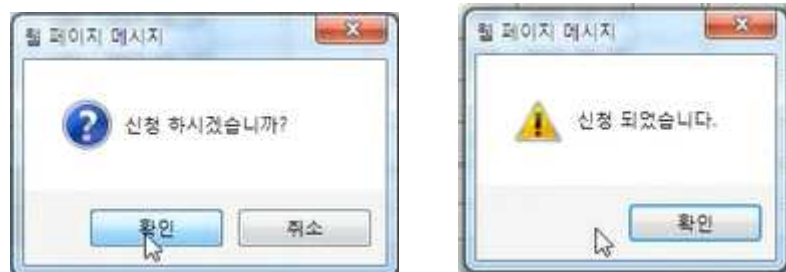 웹 페이지 메시지
신청 하시겠습니까?
확인
취소
웹 페이지 메시지
신청 되었습니다.
확인